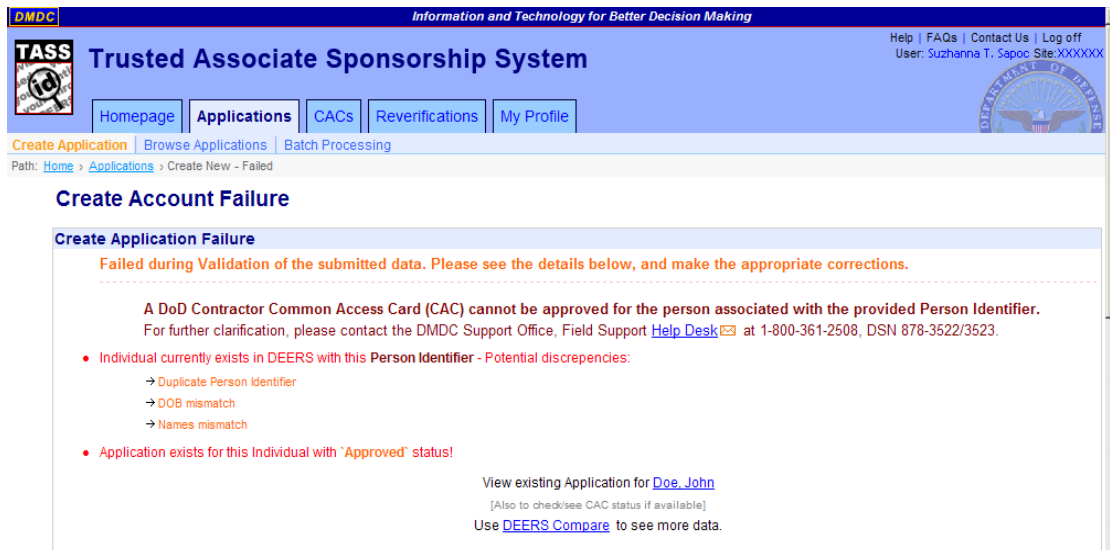 DMDC
Information and Technology for Better Decision Making
TASS
Trusted Associate Sponsorship System
Help | FAQs | Contact Us | Log off
User: Suzhanna T. Sapoc Site:XXXXXX
Homepage Applications CACs Reverifications My Profile
Create Application | Browse Applications | Batch Processing
Path: Home › Applications › Create New - Failed
Create Account Failure
Create Application Failure
Failed during Validation of the submitted data. Please see the details below, and make the appropriate corrections.
A DoD Contractor Common Access Card (CAC) cannot be approved for the person associated with the provided Person Identifier.
For further clarification, please contact the DMDC Support Office, Field Support Help Desk at 1-800-361-2508, DSN 878-3522/3523.
• Individual currently exists in DEERS with this Person Identifier - Potential discrepencies:
→ Duplicate Person Identifier
→ DOB mismatch
→ Names mismatch
• Application exists for this Individual with `Approved` status!
View existing Application for Doe, John
[Also to check/see CAC status if available]
Use DEERS Compare to see more data.